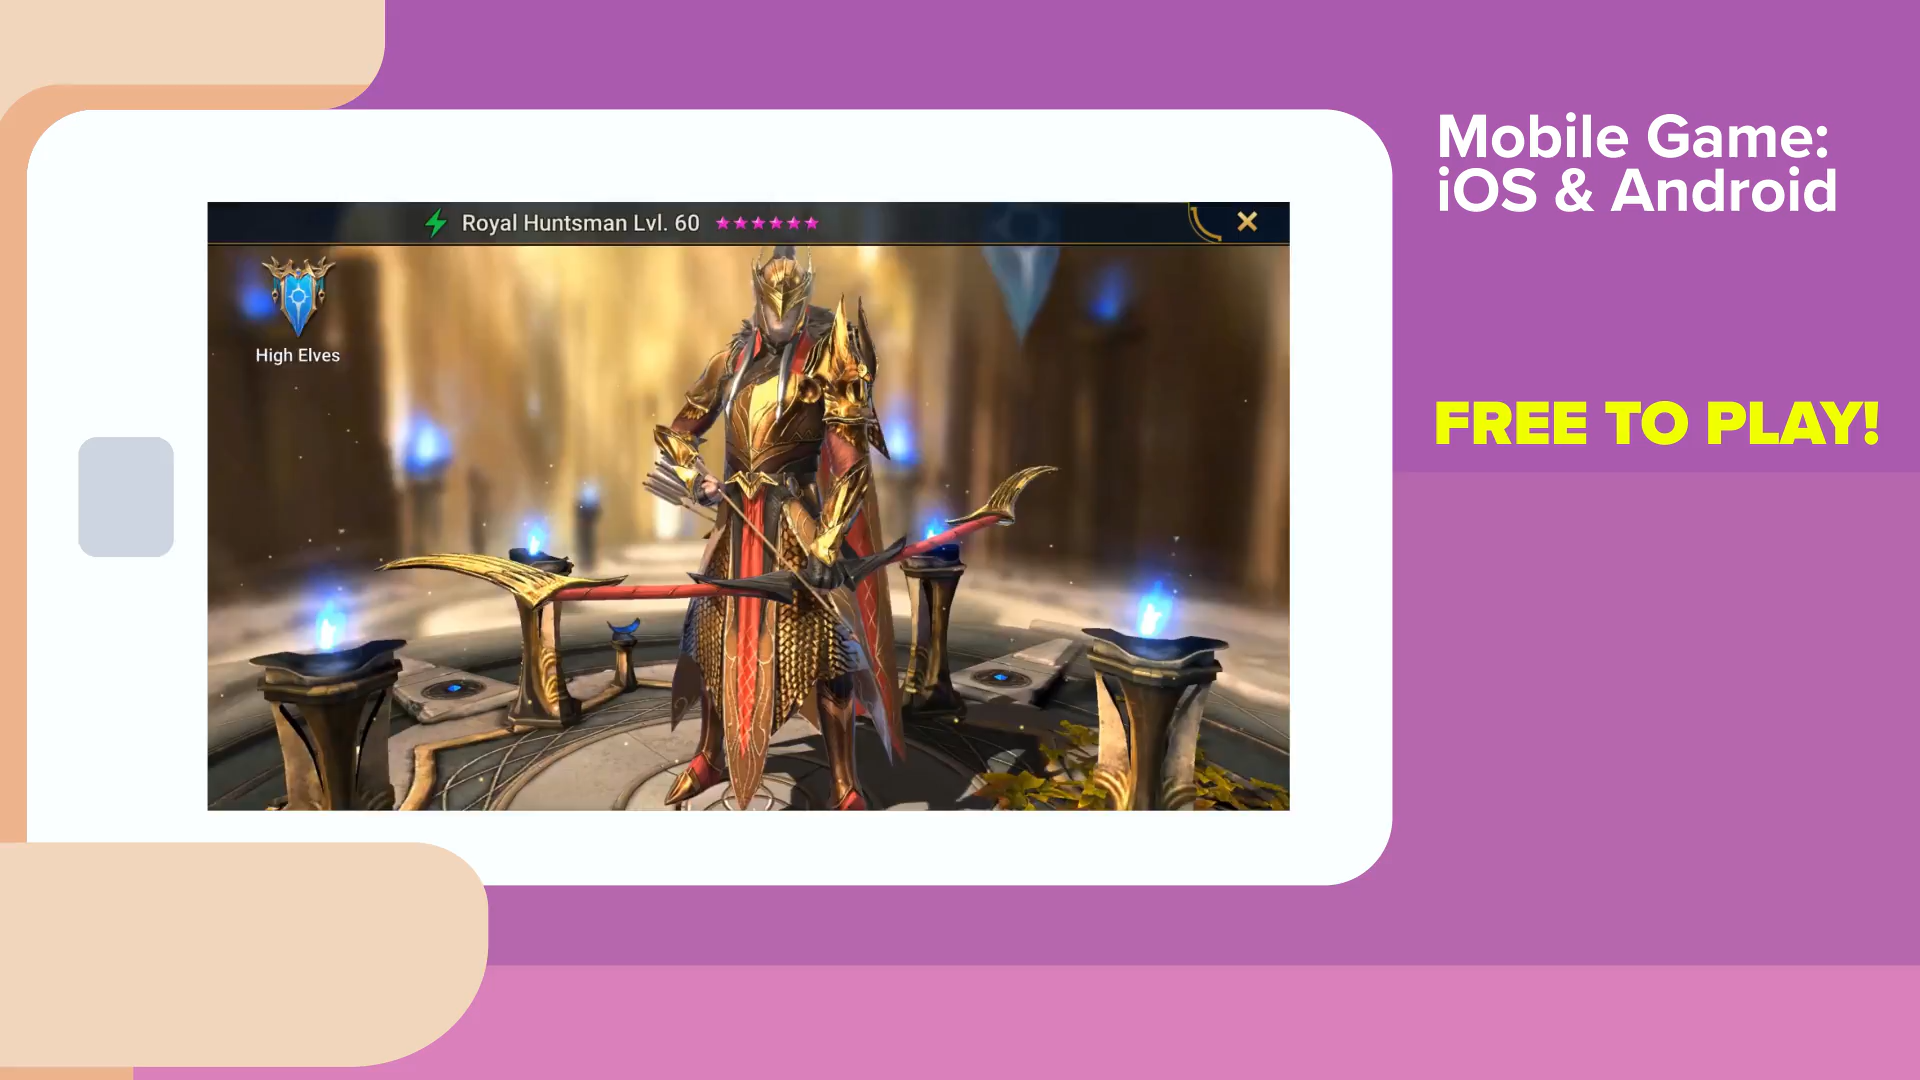 Royal Huntsman Lvl. 60
High Elves
Mobile Game:
iOS & Android
FREE TO PLAY!